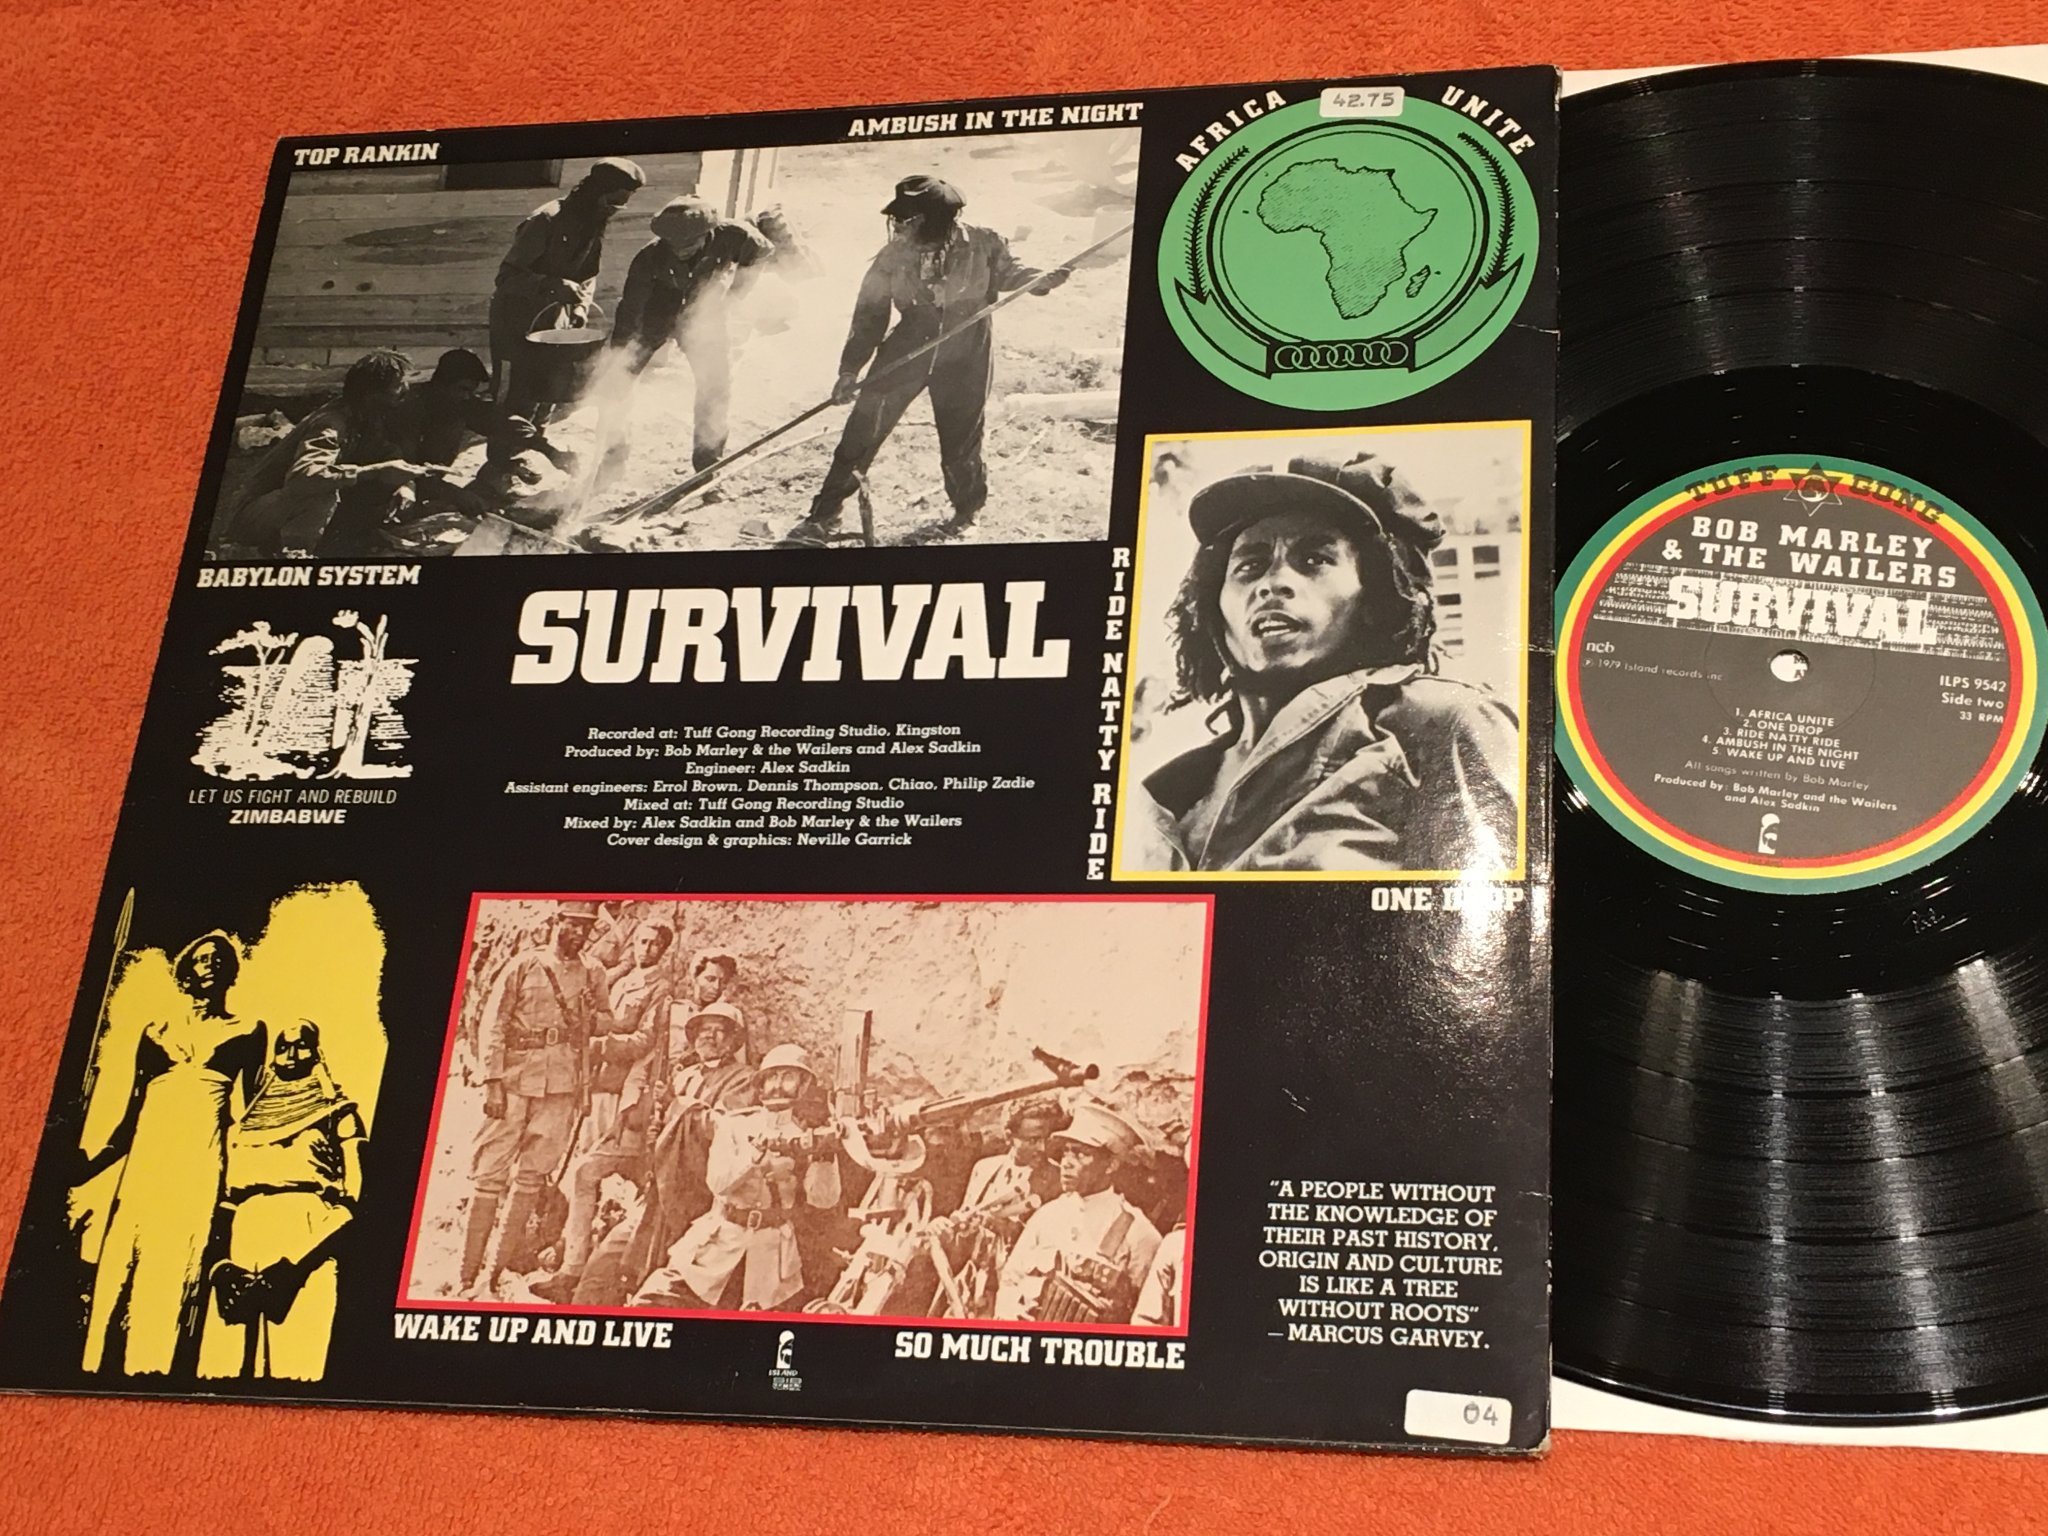 TOP RANKIN
AMBUSH IN THE NIGHT
AFRICA UNITE
42.75
BABYLON SYSTEM
SURVIVAL
RIDE NATTY RIDE
Recorded at: Tuff Gong Recording Studio, Kingston
Produced by: Bob Marley & the Wailers and Alex Sadkin
Engineer: Alex Sadkin
Assistant engineers: Errol Brown, Dennis Thompson, Chiao, Philip Zadie
Mixed at: Tuff Gong Recording Studio
Mixed by: Alex Sadkin and Bob Marley & the Wailers
Cover design & graphics: Neville Garrick
LET US FIGHT AND REBUILD
ZIMBABWE
ONE DROP
WAKE UP AND LIVE
SO MUCH TROUBLE
ISLAND
"A PEOPLE WITHOUT
THE KNOWLEDGE OF
THEIR PAST HISTORY,
ORIGIN AND CULTURE
IS LIKE A TREE
WITHOUT ROOTS"
— MARCUS GARVEY.
04
TUFF GONG
BOB MARLEY
& THE WAILERS
SURVIVAL
ncb
℗ 1979 Island records inc
ILPS 9542
Side two
33 RPM
1. AFRICA UNITE
2. ONE DROP
3. RIDE NATTY RIDE
4. AMBUSH IN THE NIGHT
5. WAKE UP AND LIVE
All songs written by Bob Marley
Produced by: Bob Marley and the Wailers
and Alex Sadkin